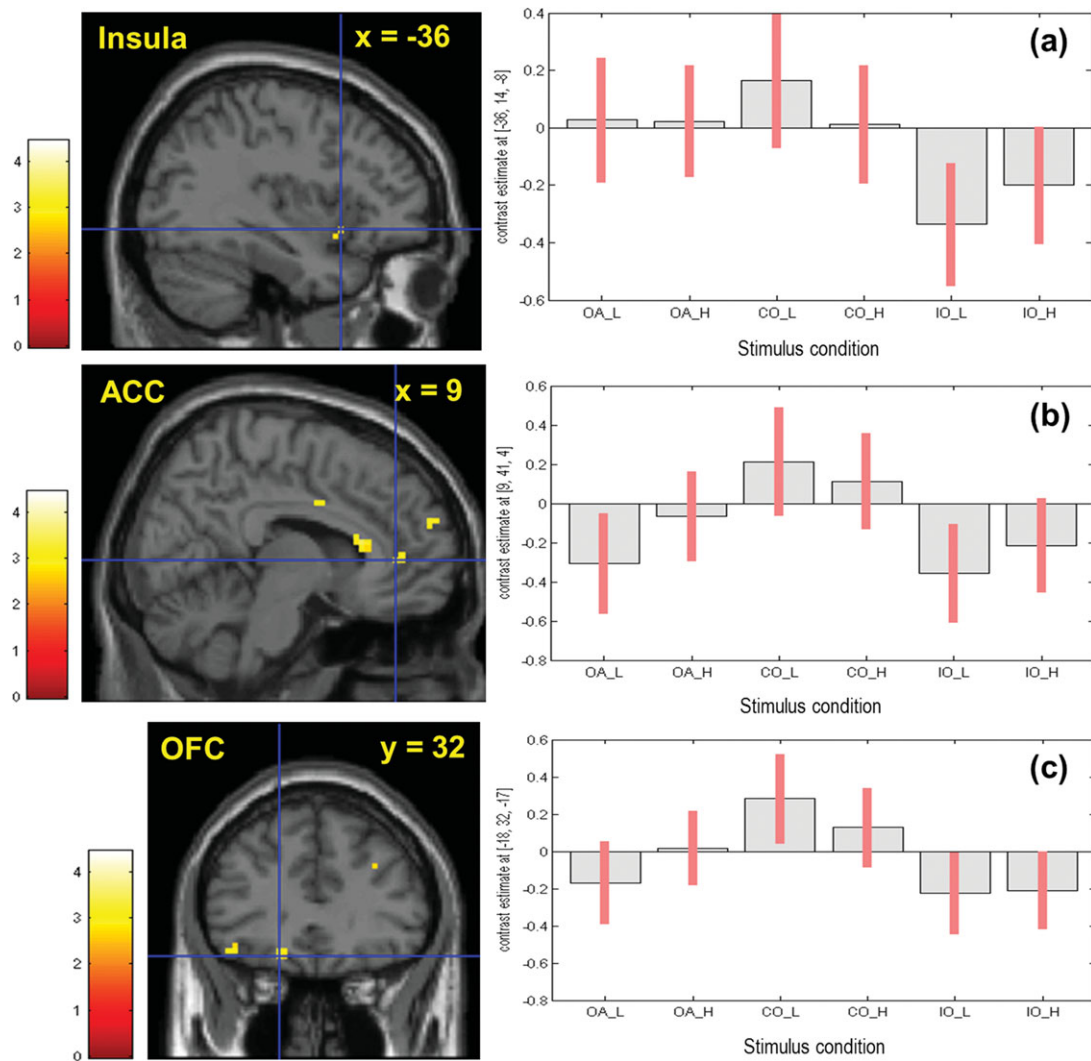 Insula x = -36
4
3
2
1
0
(a)
contrast estimate at [-36, 14, -8]
0.4
0.2
0
-0.2
-0.4
-0.6
OA_L OA_H CO_L CO_H IO_L IO_H
Stimulus condition
ACC x = 9
4
3
2
1
0
(b)
contrast estimate at [9, 41, 4]
0.6
0.4
0.2
0
-0.2
-0.4
-0.6
-0.8
OA_L OA_H CO_L CO_H IO_L IO_H
Stimulus condition
OFC y = 32
4
3
2
1
0
(c)
contrast estimate at [-18, 32, -17]
0.6
0.4
0.2
0
-0.2
-0.4
-0.6
-0.8
OA_L OA_H CO_L CO_H IO_L IO_H
Stimulus condition